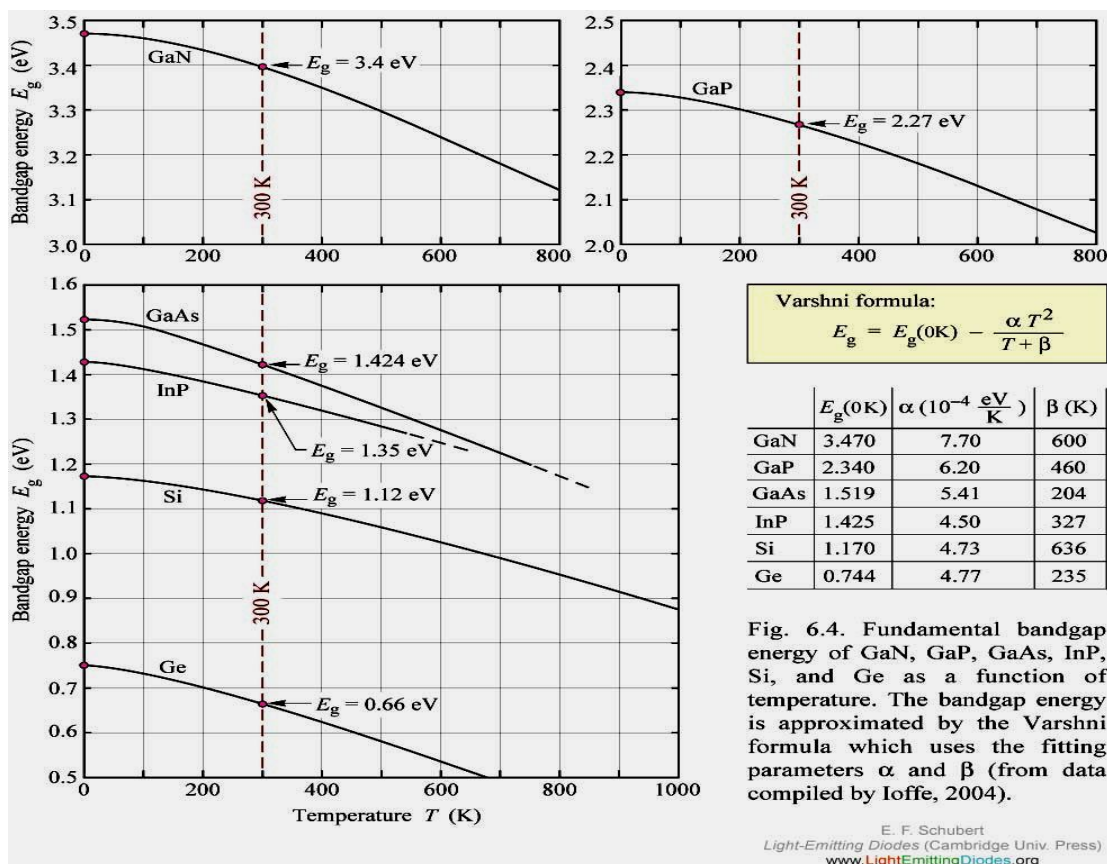 3.5
3.4
3.3
3.2
3.1
3.0
Bandgap energy Eg (eV)
GaN
Eg = 3.4 eV
300 K
0 200 400 600 800
2.5
2.4
2.3
2.2
2.1
2.0
GaP
Eg = 2.27 eV
300 K
0 200 400 600 800
1.6
1.5
1.4
1.3
1.2
1.1
1.0
0.9
0.8
0.7
0.6
0.5
Bandgap energy Eg (eV)
GaAs
Eg = 1.424 eV
InP
Eg = 1.35 eV
Si
Eg = 1.12 eV
300 K
Ge
Eg = 0.66 eV
0 200 400 600 800 1000
Temperature T (K)
Varshni formula:
Eg = Eg(0K) − α T² / T + β
Eg(0K) α (10⁻⁴ eV/K) β (K)
GaN 3.470 7.70 600
GaP 2.340 6.20 460
GaAs 1.519 5.41 204
InP 1.425 4.50 327
Si 1.170 4.73 636
Ge 0.744 4.77 235
Fig. 6.4. Fundamental bandgap
energy of GaN, GaP, GaAs, InP,
Si, and Ge as a function of
temperature. The bandgap energy
is approximated by the Varshni
formula which uses the fitting
parameters α and β (from data
compiled by Ioffe, 2004).
E. F. Schubert
Light-Emitting Diodes (Cambridge Univ. Press)
www.LightEmittingDiodes.org